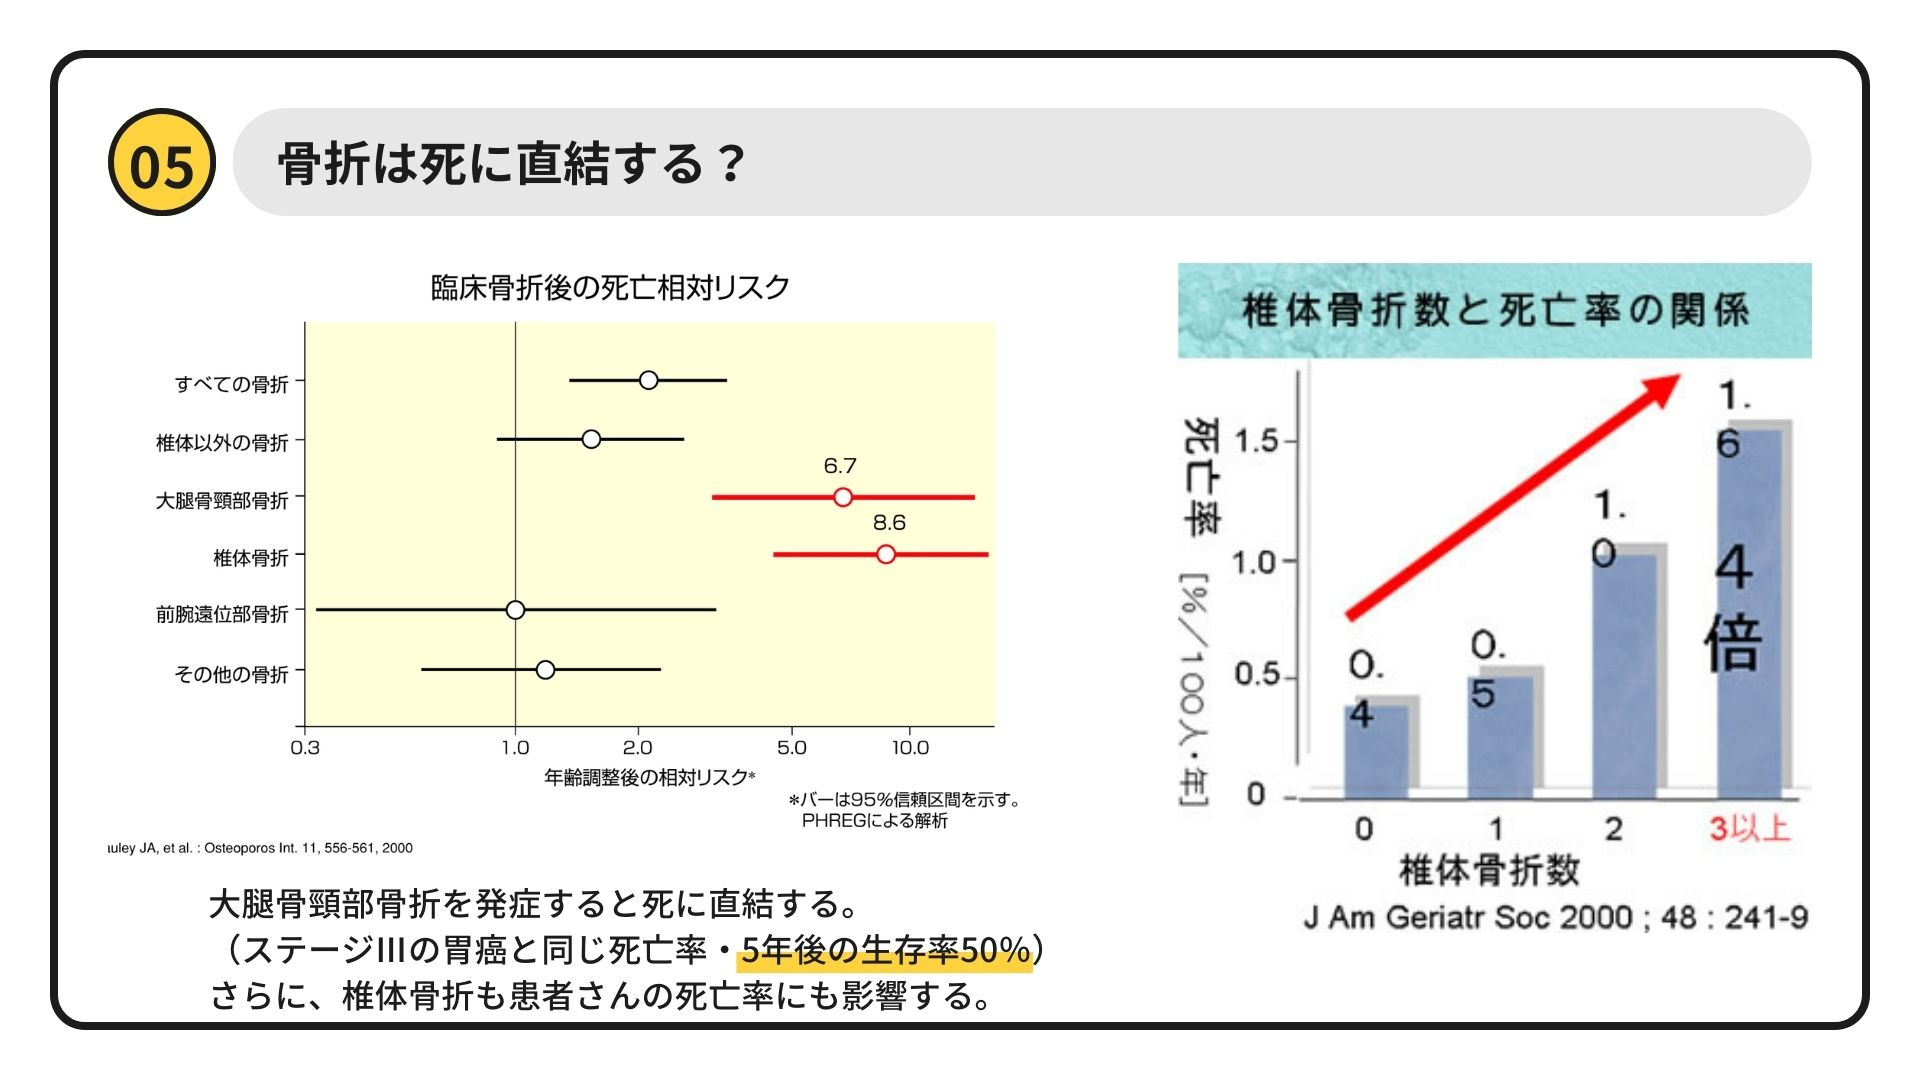 05
骨折は死に直結する？
臨床骨折後の死亡相対リスク
すべての骨折
椎体以外の骨折
大腿骨頸部骨折
椎体骨折
前腕遠位部骨折
その他の骨折
6.7
8.6
0.3 1.0 2.0 5.0 10.0
年齢調整後の相対リスク*
*バーは95%信頼区間を示す。
PHREGによる解析
uley JA, et al. : Osteoporos Int. 11, 556-561, 2000
椎体骨折数と死亡率の関係
死亡率 [%／100人・年]
1.5
1.0
0.5
0
0.
4
0.
5
1.
0
1.
6
4
倍
0 1 2 3以上
椎体骨折数
J Am Geriatr Soc 2000 ; 48 : 241-9
大腿骨頸部骨折を発症すると死に直結する。
（ステージIIIの胃癌と同じ死亡率・5年後の生存率50%）
さらに、椎体骨折も患者さんの死亡率にも影響する。